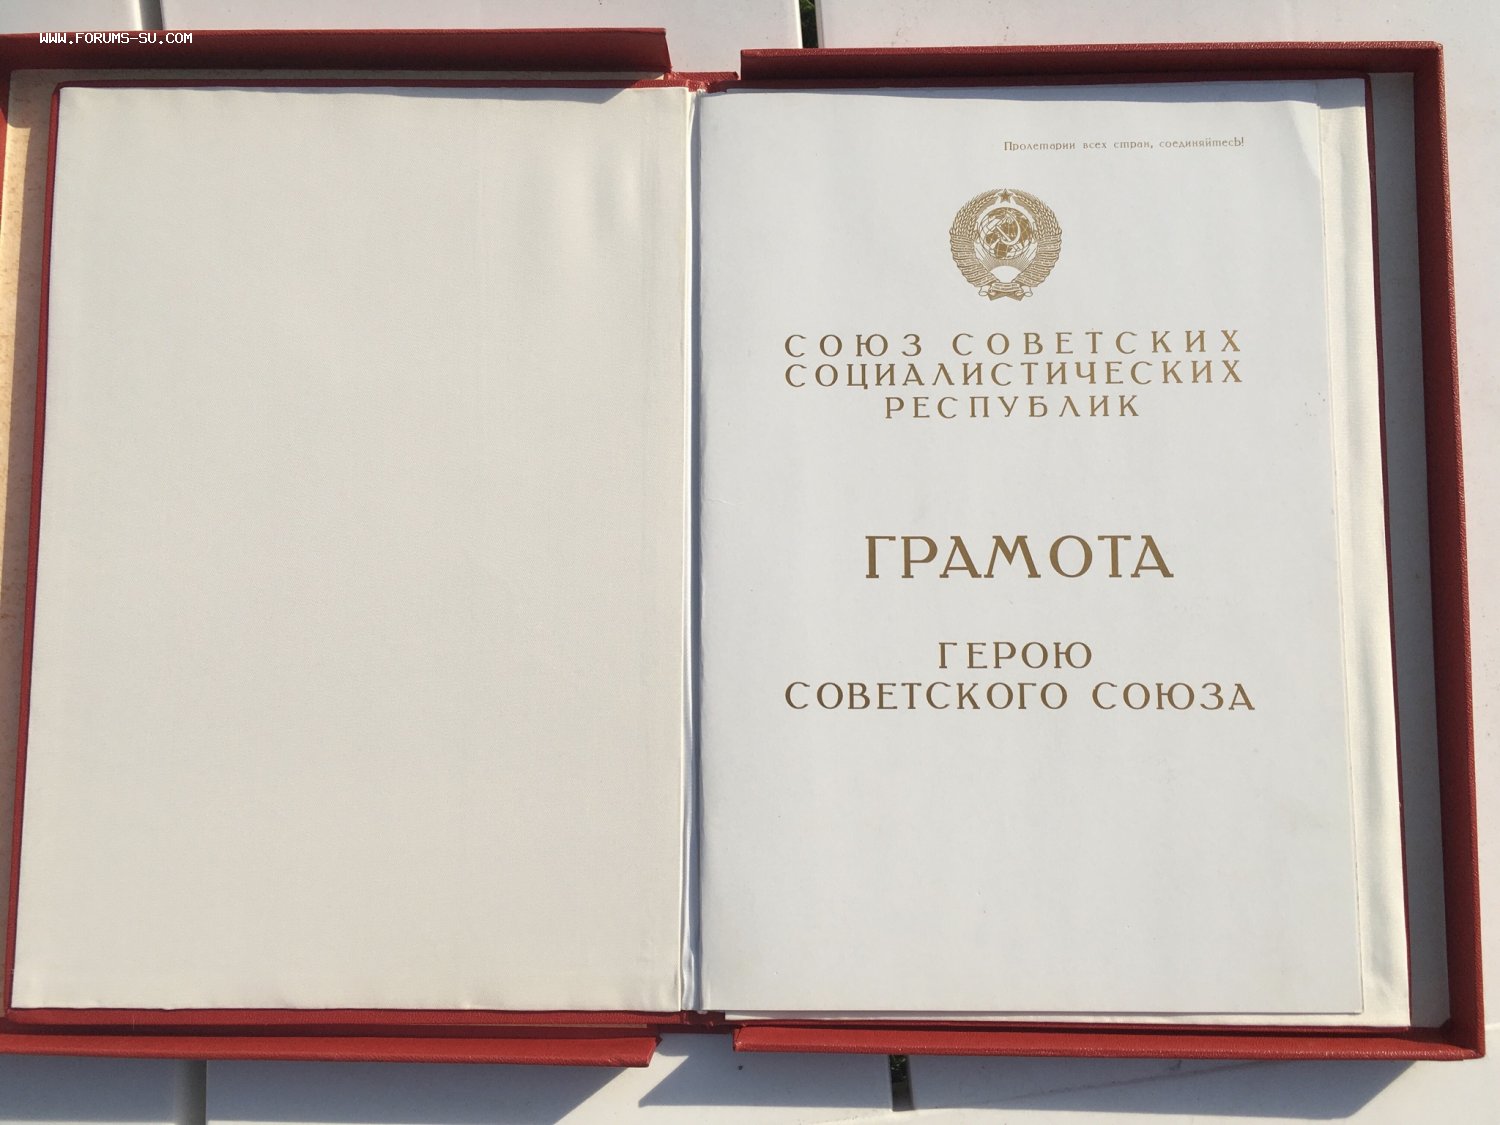 WWW.FORUMS-SU.COM
Пролетарии всех стран, соединяйтесь!
СОЮЗ СОВЕТСКИХ
СОЦИАЛИСТИЧЕСКИХ
РЕСПУБЛИК
ГРАМОТА
ГЕРОЮ
СОВЕТСКОГО СОЮЗА